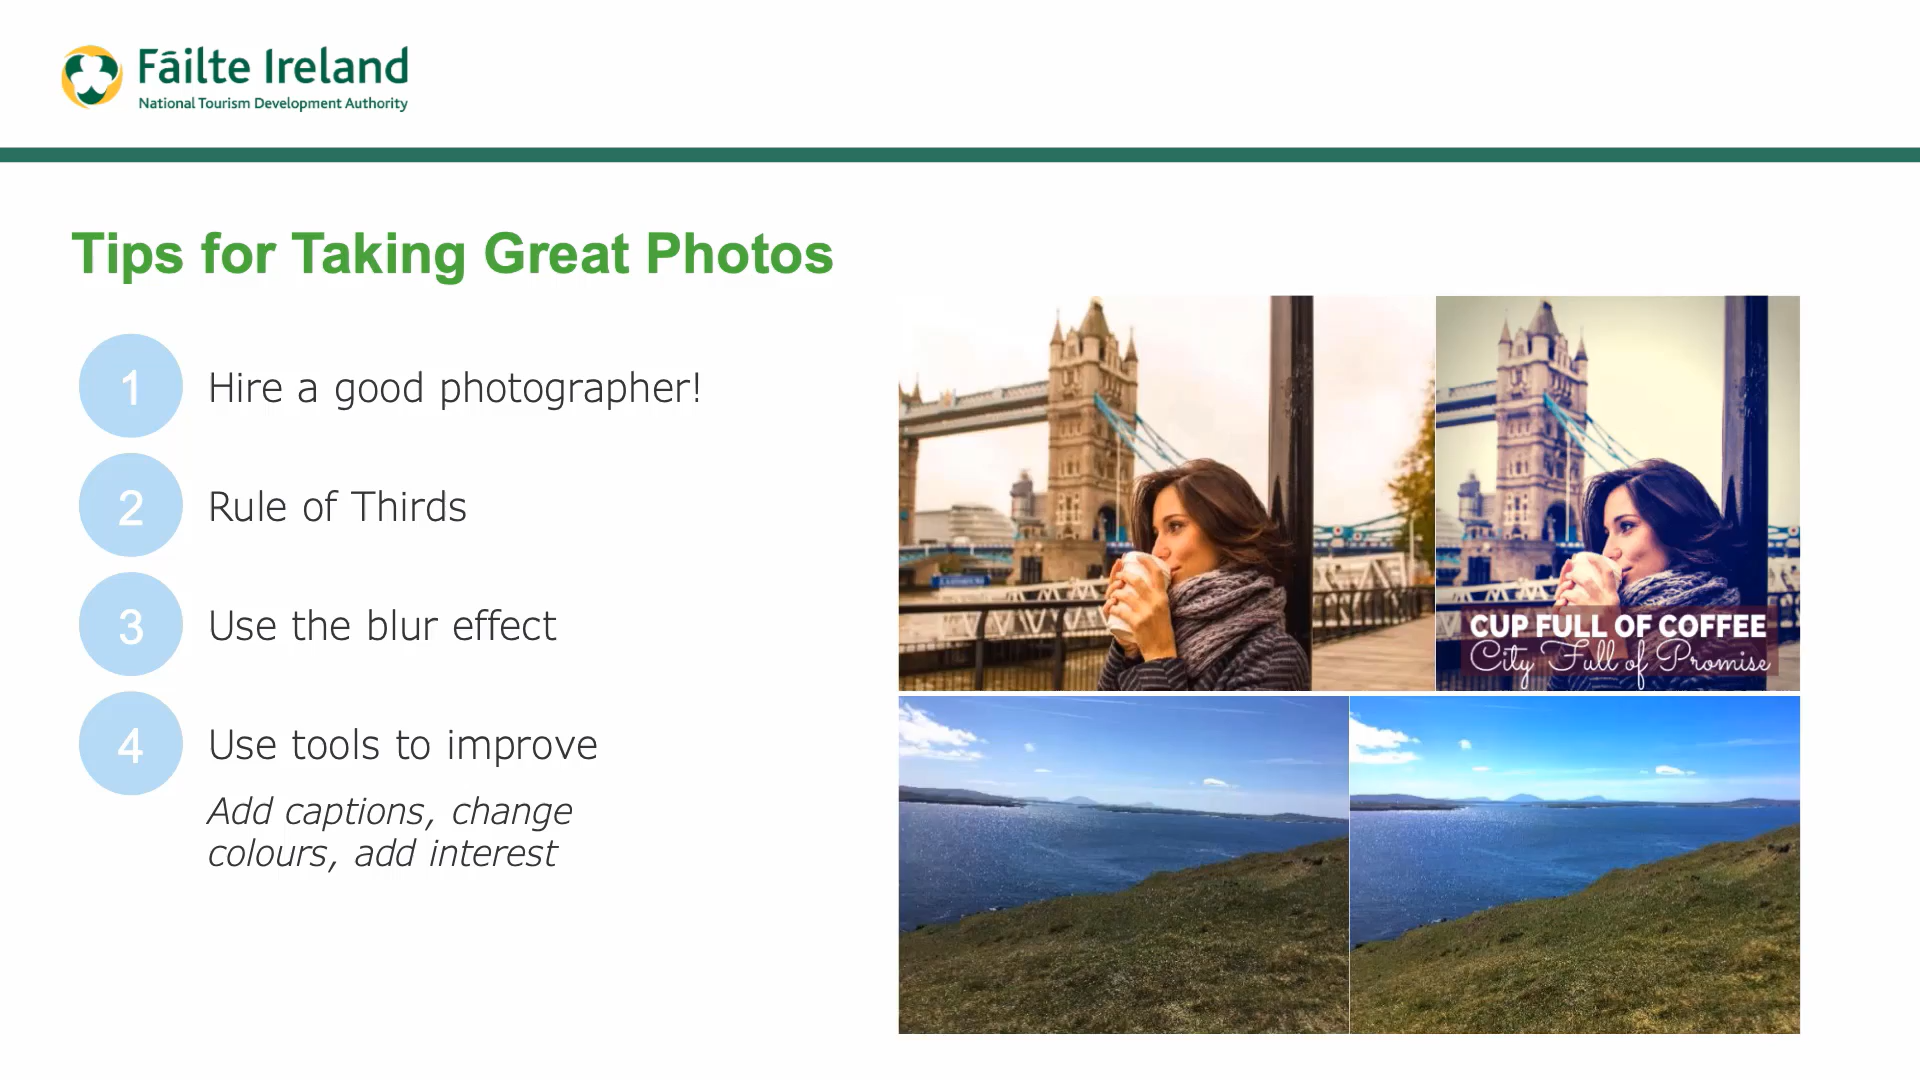 Fāilte Ireland
National Tourism Development Authority
Tips for Taking Great Photos
1 Hire a good photographer!
2 Rule of Thirds
3 Use the blur effect
4 Use tools to improve
Add captions, change
colours, add interest
CUP FULL OF COFFEE
City Full of Promise